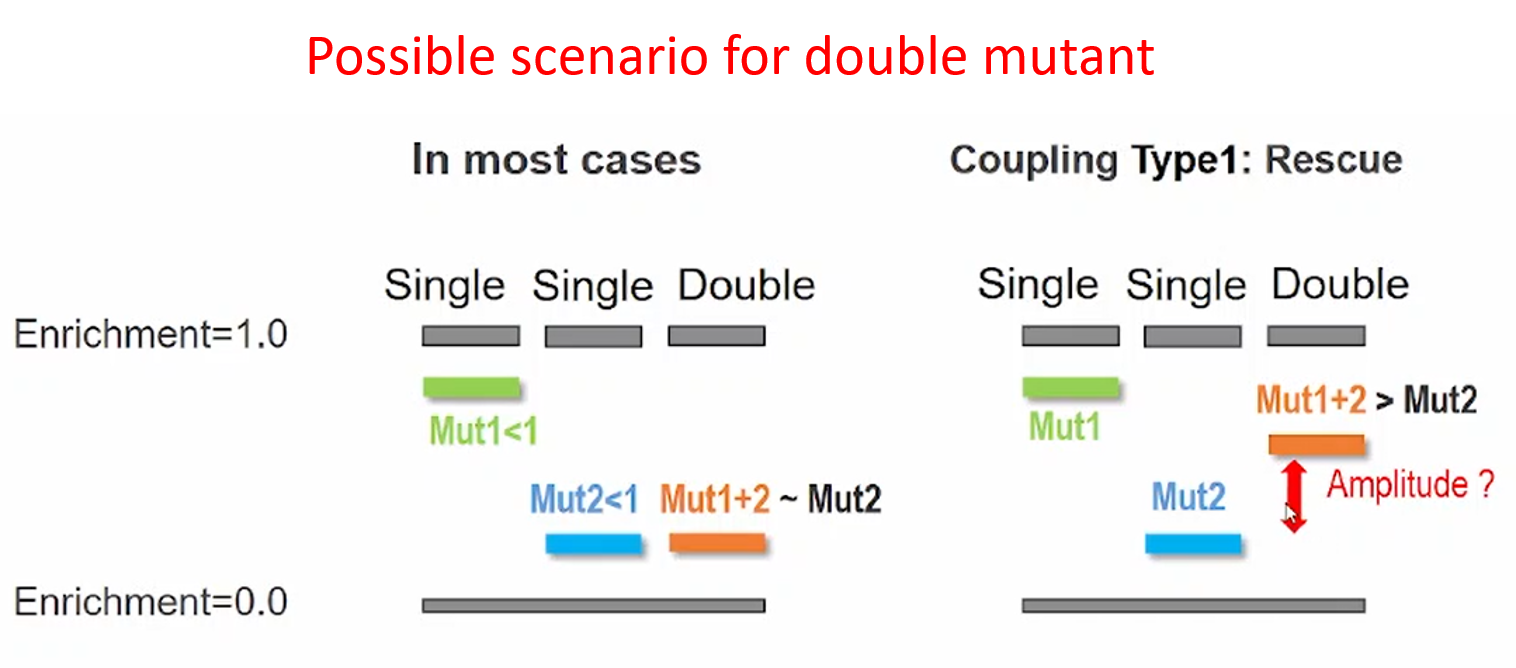 Possible scenario for double mutant
In most cases
Coupling Type1: Rescue
Single Single Double
Single Single Double
Enrichment=1.0
Mut1<1
Mut1
Mut1+2 > Mut2
Mut2<1 Mut1+2 ~ Mut2
Mut2
Amplitude ?
Enrichment=0.0